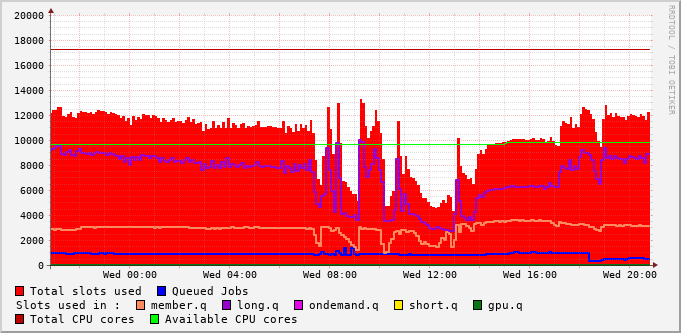 20000
18000
16000
14000
12000
10000
8000
6000
4000
2000
0
Wed 00:00 Wed 04:00 Wed 08:00 Wed 12:00 Wed 16:00 Wed 20:00
RRDTOOL / TOBI OETIKER
Total slots used Queued Jobs
Slots used in : member.q long.q ondemand.q short.q gpu.q
Total CPU cores Available CPU cores